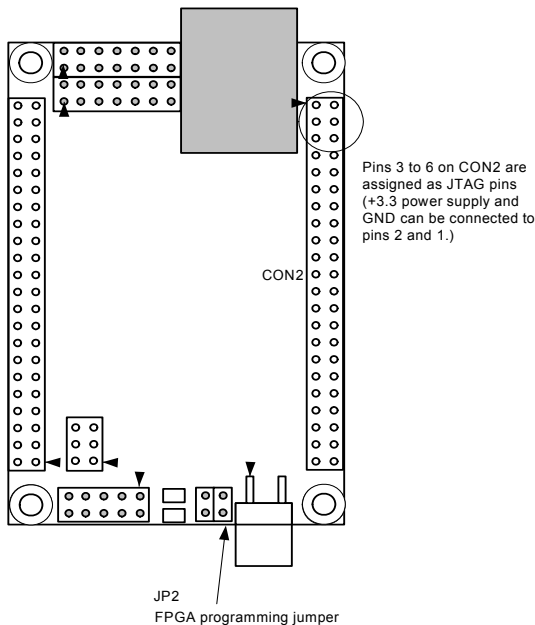 Pins 3 to 6 on CON2 are
assigned as JTAG pins
(+3.3 power supply and
GND can be connected to
pins 2 and 1.)
CON2
JP2
FPGA programming jumper